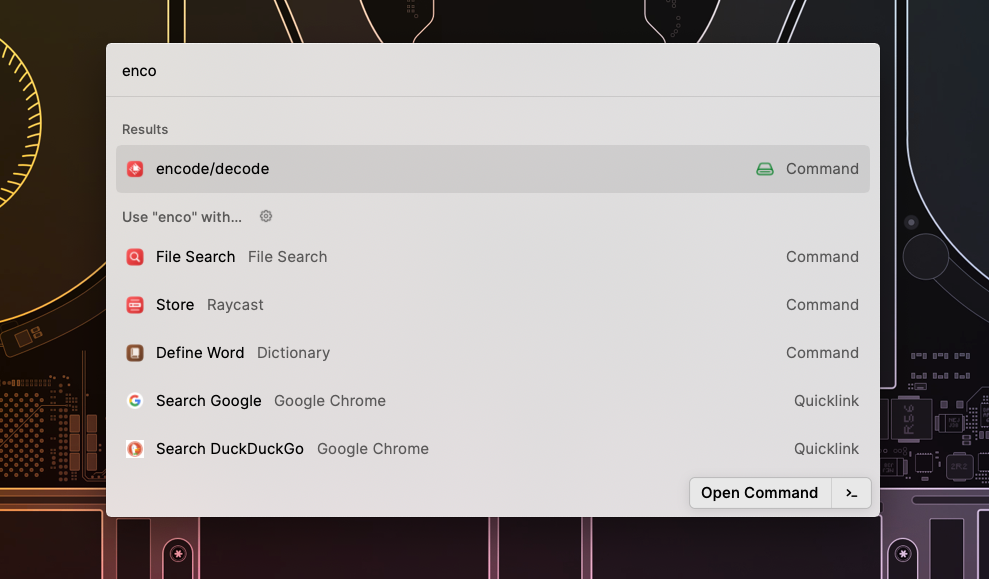 enco
Results
encode/decode Command
Use "enco" with...
File Search File Search Command
Store Raycast Command
Define Word Dictionary Command
Search Google Google Chrome Quicklink
Search DuckDuckGo Google Chrome Quicklink
Open Command >_
R56